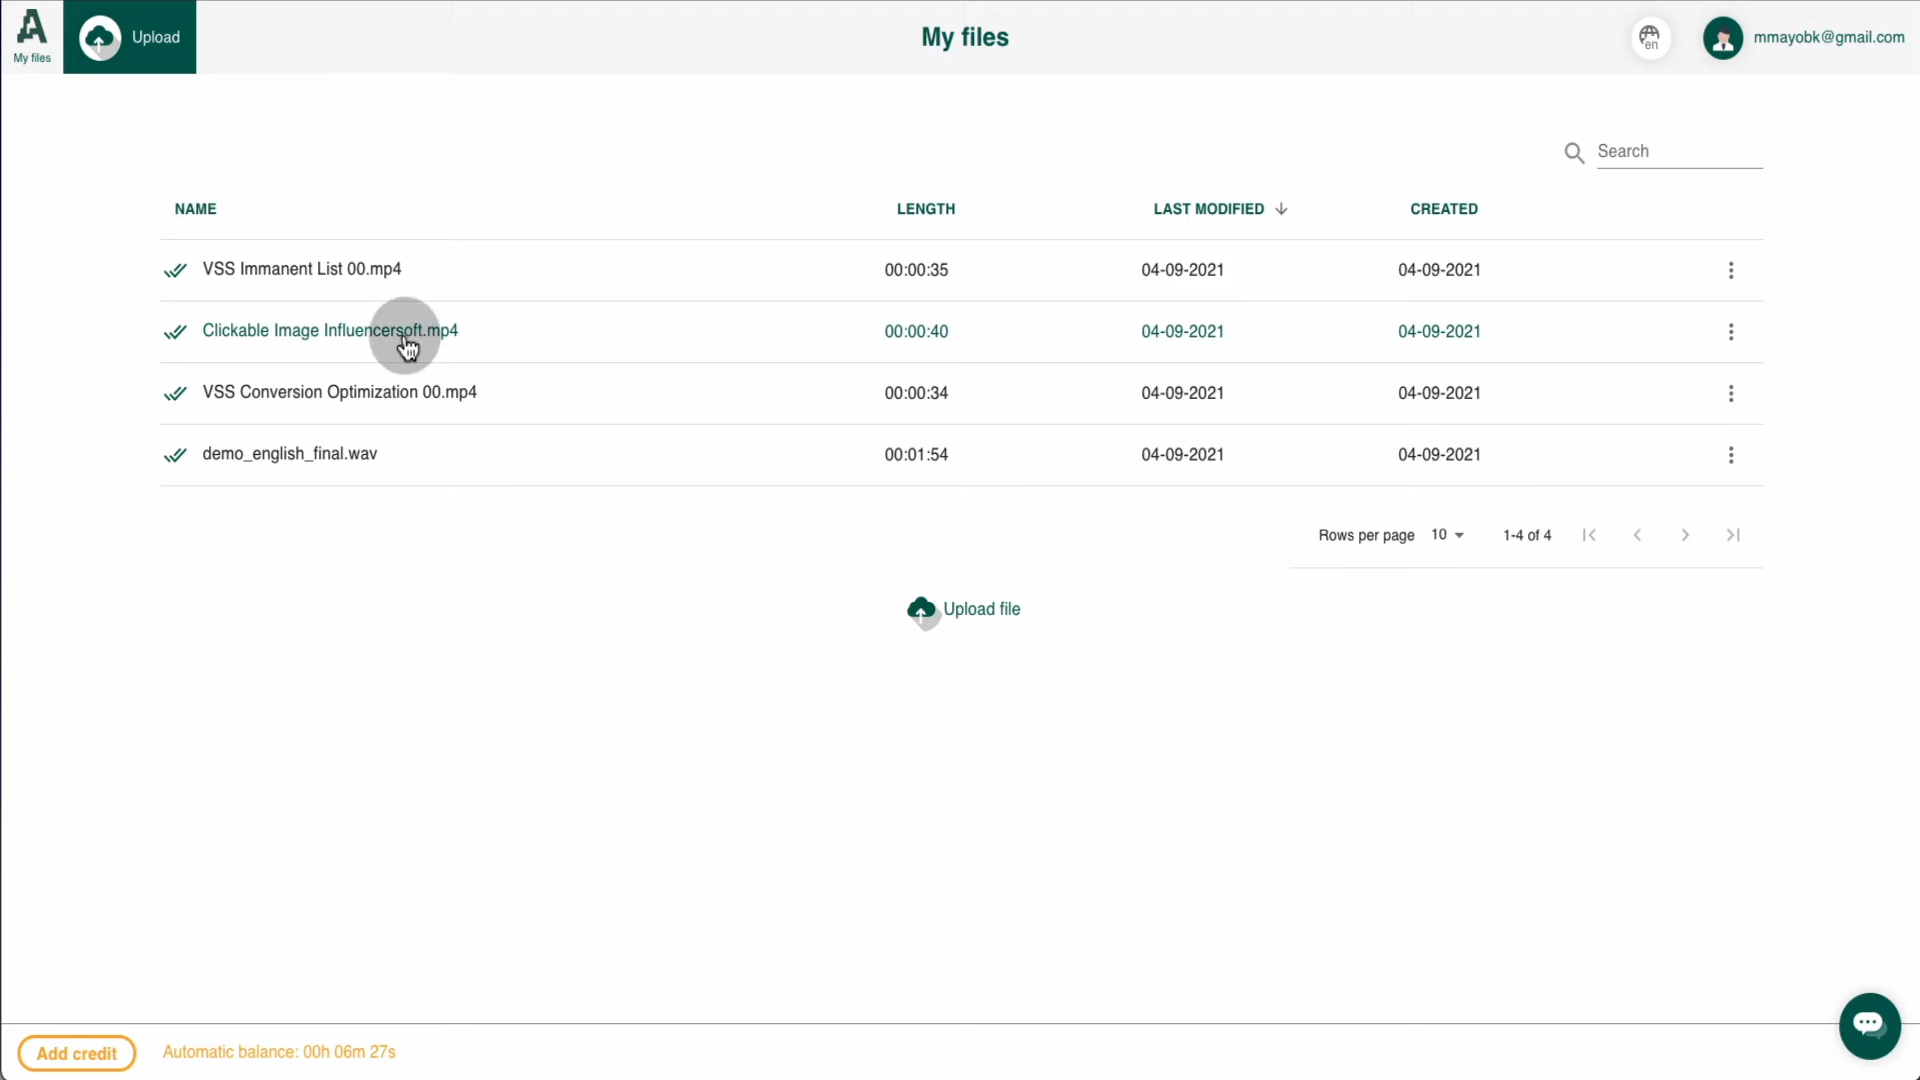 A
My files
Upload
My files
en
mmayobk@gmail.com
Search
NAME LENGTH LAST MODIFIED CREATED
VSS Immanent List 00.mp4 00:00:35 04-09-2021 04-09-2021
Clickable Image Influencersoft.mp4 00:00:40 04-09-2021 04-09-2021
VSS Conversion Optimization 00.mp4 00:00:34 04-09-2021 04-09-2021
demo_english_final.wav 00:01:54 04-09-2021 04-09-2021
Rows per page 10 1-4 of 4
Upload file
Add credit Automatic balance: 00h 06m 27s